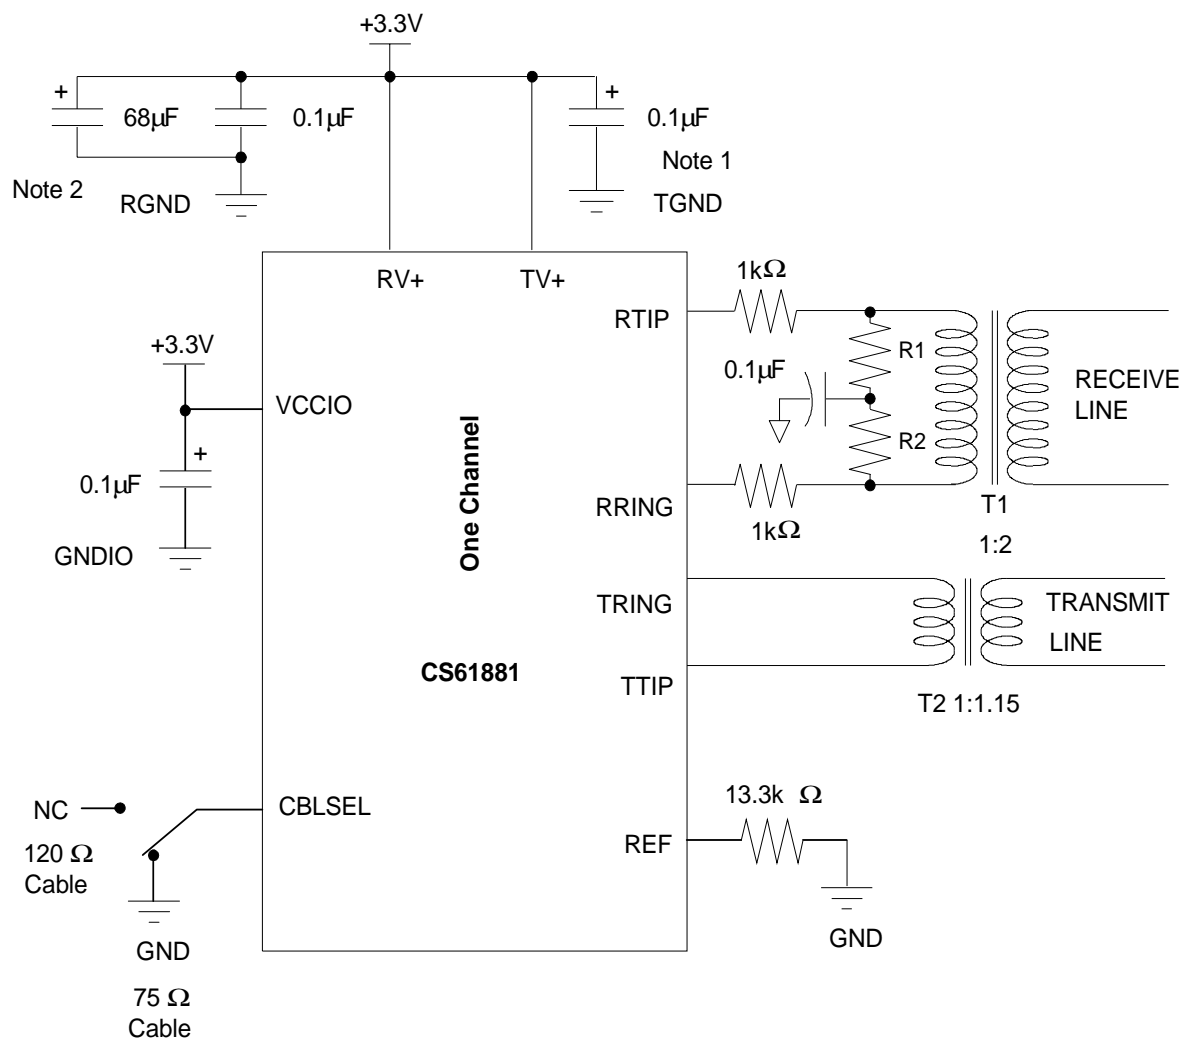 +3.3V
+
68µF
0.1µF
+
0.1µF
Note 1
Note 2
RGND
TGND
RV+
TV+
RTIP
1kΩ
R1
0.1µF
R2
RECEIVE
LINE
+3.3V
VCCIO
+
0.1µF
GNDIO
One Channel
RRING
1kΩ
T1
1:2
TRING
TRANSMIT
LINE
CS61881
TTIP
T2 1:1.15
NC
CBLSEL
120 Ω
Cable
GND
75 Ω
Cable
13.3k Ω
REF
GND